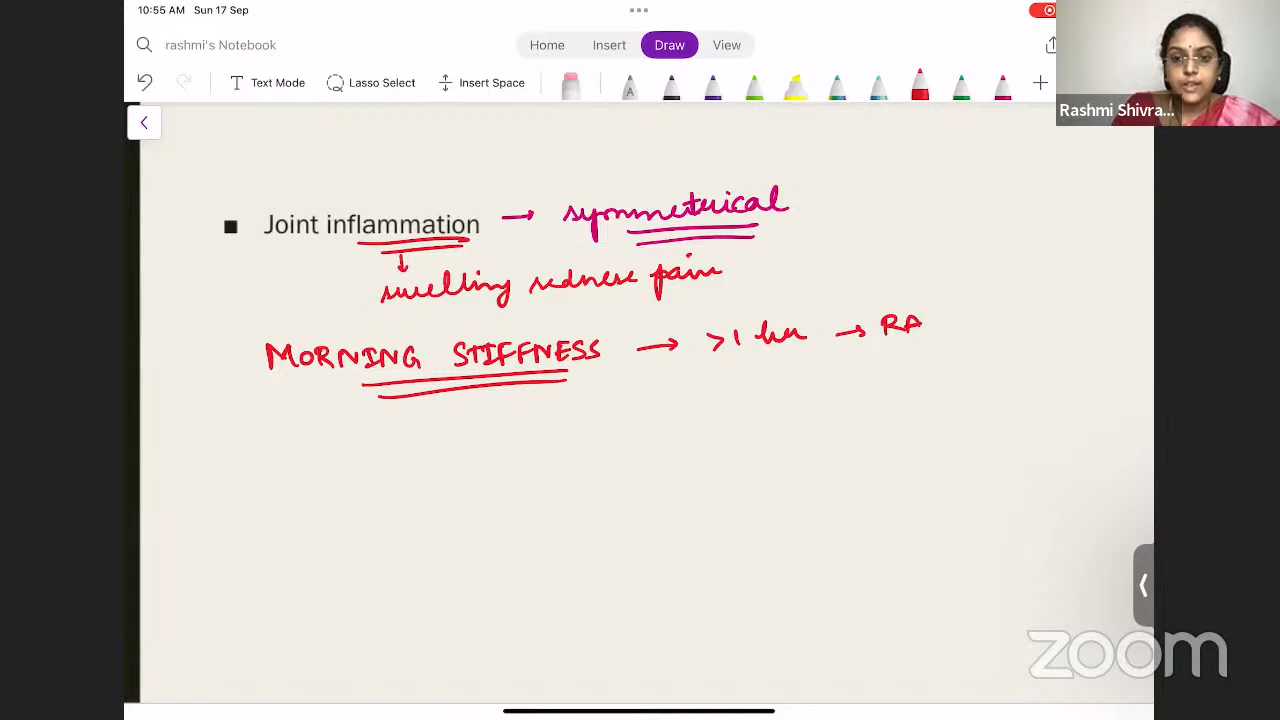 10:55 AM Sun 17 Sep
rashmi's Notebook
Home Insert Draw View
Text Mode Lasso Select Insert Space
A
Rashmi Shivra...
■ Joint inflammation → symmetrical
↓
swelling redness pain
MORNING STIFFNESS → >1 hr → RA
zoom